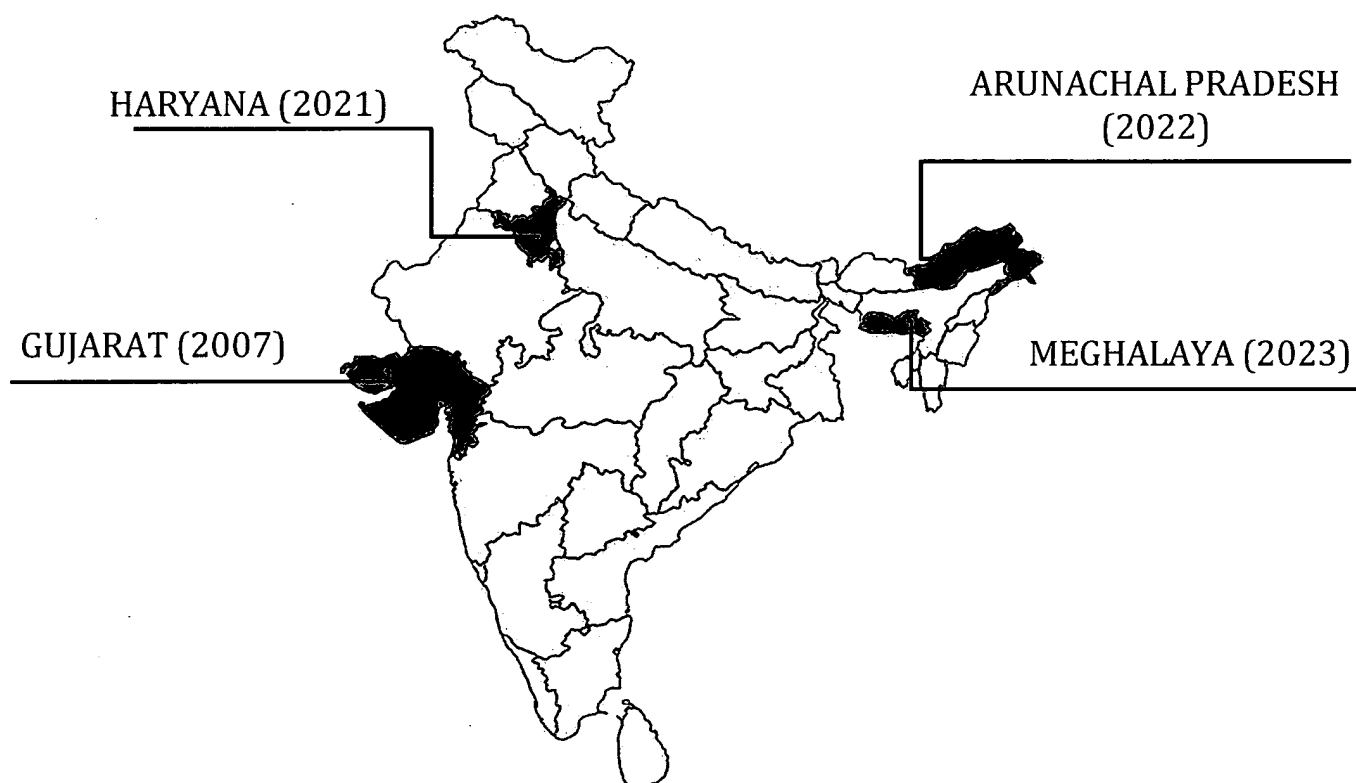 HARYANA (2021)
ARUNACHAL PRADESH
(2022)
GUJARAT (2007)
MEGHALAYA (2023)